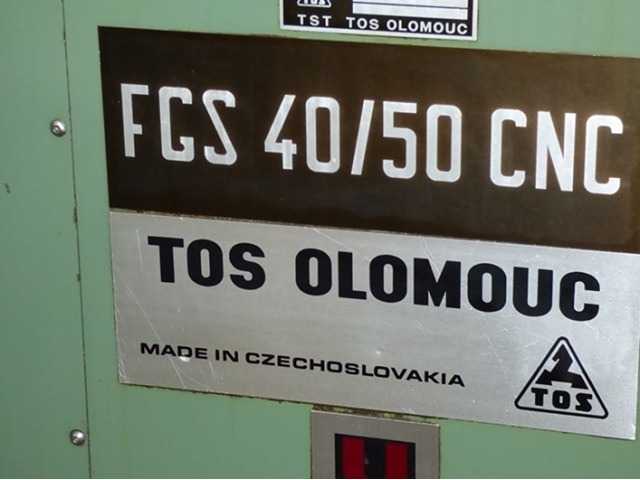 TST TOS OLOMOUC
FGS 40/50 CNC
TOS OLOMOUC
MADE IN CZECHOSLOVAKIA
TOS